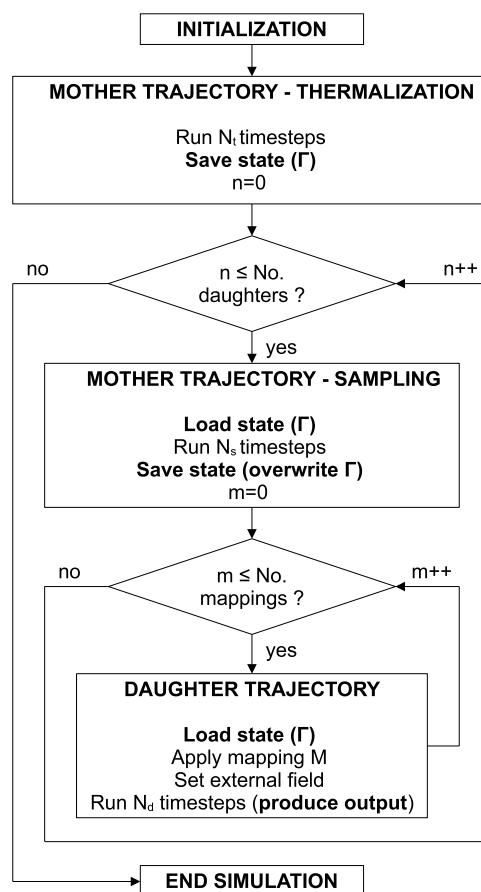 INITIALIZATION
MOTHER TRAJECTORY - THERMALIZATION
Run Nₜ timesteps
Save state (Γ)
n=0
no
n ≤ No.
daughters ?
n++
yes
MOTHER TRAJECTORY - SAMPLING
Load state (Γ)
Run Nₛ timesteps
Save state (overwrite Γ)
m=0
no
m ≤ No.
mappings ?
m++
yes
DAUGHTER TRAJECTORY
Load state (Γ)
Apply mapping M
Set external field
Run N_d timesteps (produce output)
END SIMULATION